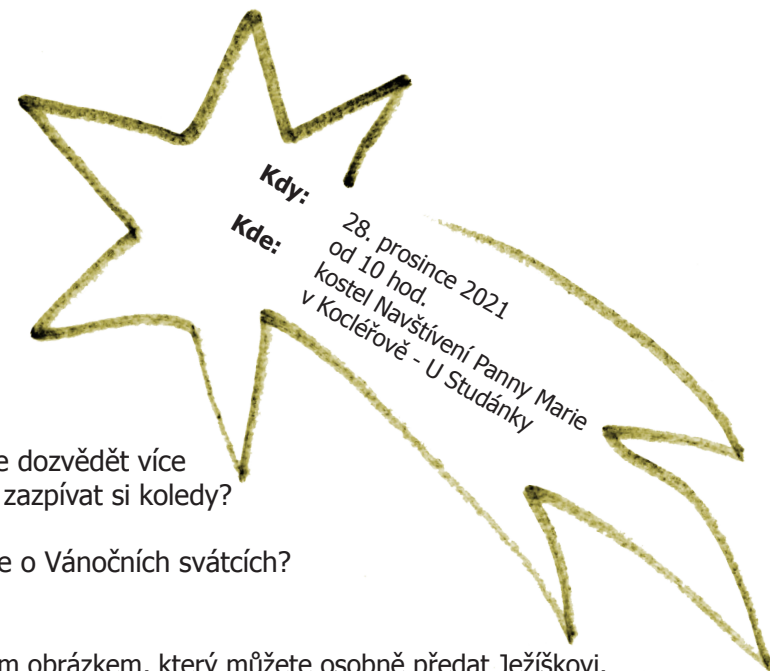 Kdy: 28. prosince 2021
od 10 hod.
Kde: kostel Navštívení Panny Marie
v Kocléřově - U Studánky
e dozvědět více
zazpívat si koledy?
e o Vánočních svátcích?
m obrázkem, který můžete osobně předat Ježíškovi.